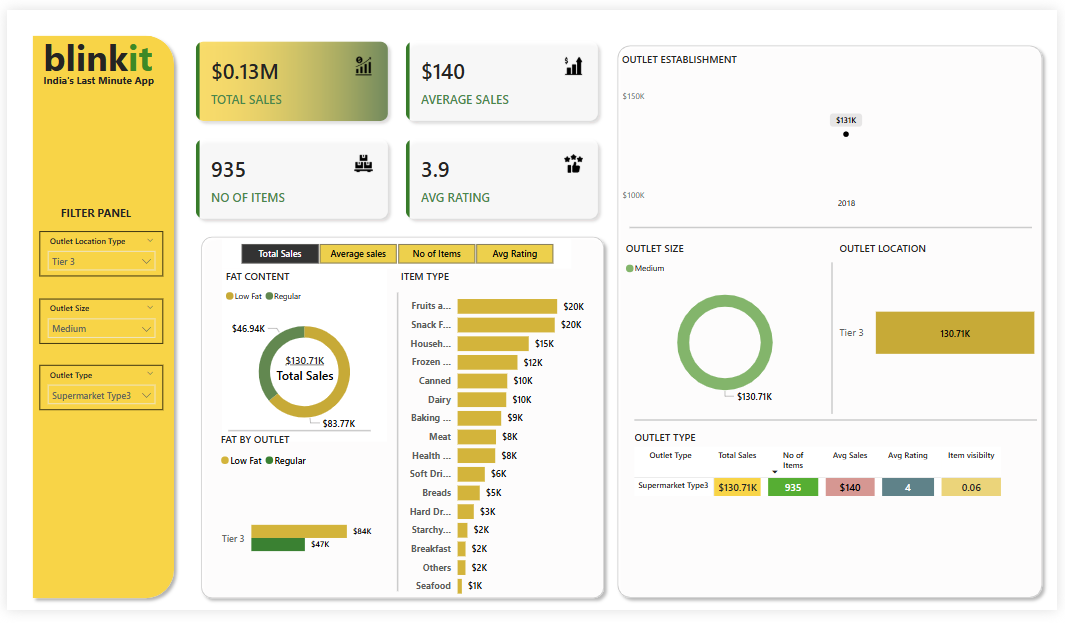 blinkit
India's Last Minute App
FILTER PANEL
Outlet Location Type
Tier 3
Outlet Size
Medium
Outlet Type
Supermarket Type3
$0.13M
TOTAL SALES
$140
AVERAGE SALES
935
NO OF ITEMS
3.9
AVG RATING
Total Sales Average sales No of Items Avg Rating
FAT CONTENT
Low Fat Regular
$46.94K
$130.71K
Total Sales
$83.77K
FAT BY OUTLET
Low Fat Regular
Tier 3
$84K
$47K
ITEM TYPE
Fruits a... $20K
Snack F... $20K
Househ... $15K
Frozen ... $12K
Canned $10K
Dairy $10K
Baking ... $9K
Meat $8K
Health ... $8K
Soft Dri... $6K
Breads $5K
Hard Dr... $3K
Starchy... $2K
Breakfast $2K
Others $2K
Seafood $1K
OUTLET ESTABLISHMENT
$150K
$131K
$100K
2018
OUTLET SIZE
Medium
$130.71K
OUTLET LOCATION
Tier 3 130.71K
OUTLET TYPE
Outlet Type Total Sales No of Items Avg Sales Avg Rating Item visibilty
Supermarket Type3 $130.71K 935 $140 4 0.06